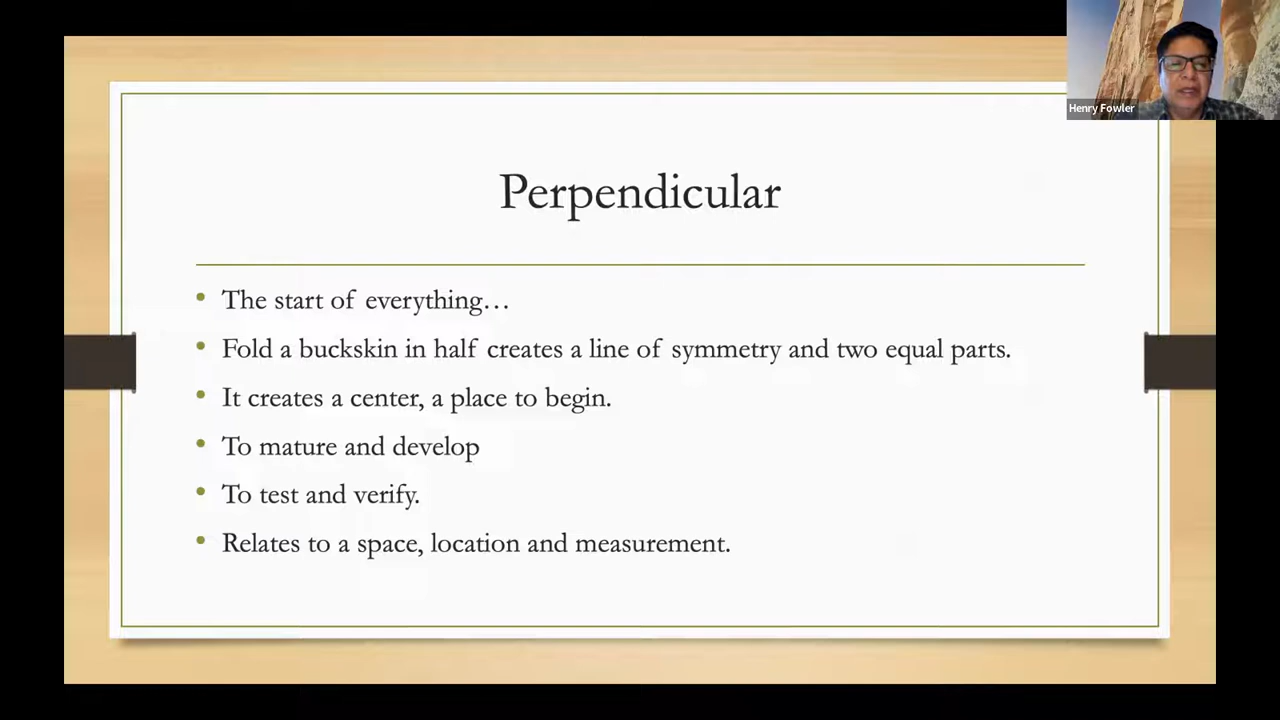 Henry Fowler
Perpendicular
• The start of everything…
• Fold a buckskin in half creates a line of symmetry and two equal parts.
• It creates a center, a place to begin.
• To mature and develop
• To test and verify.
• Relates to a space, location and measurement.